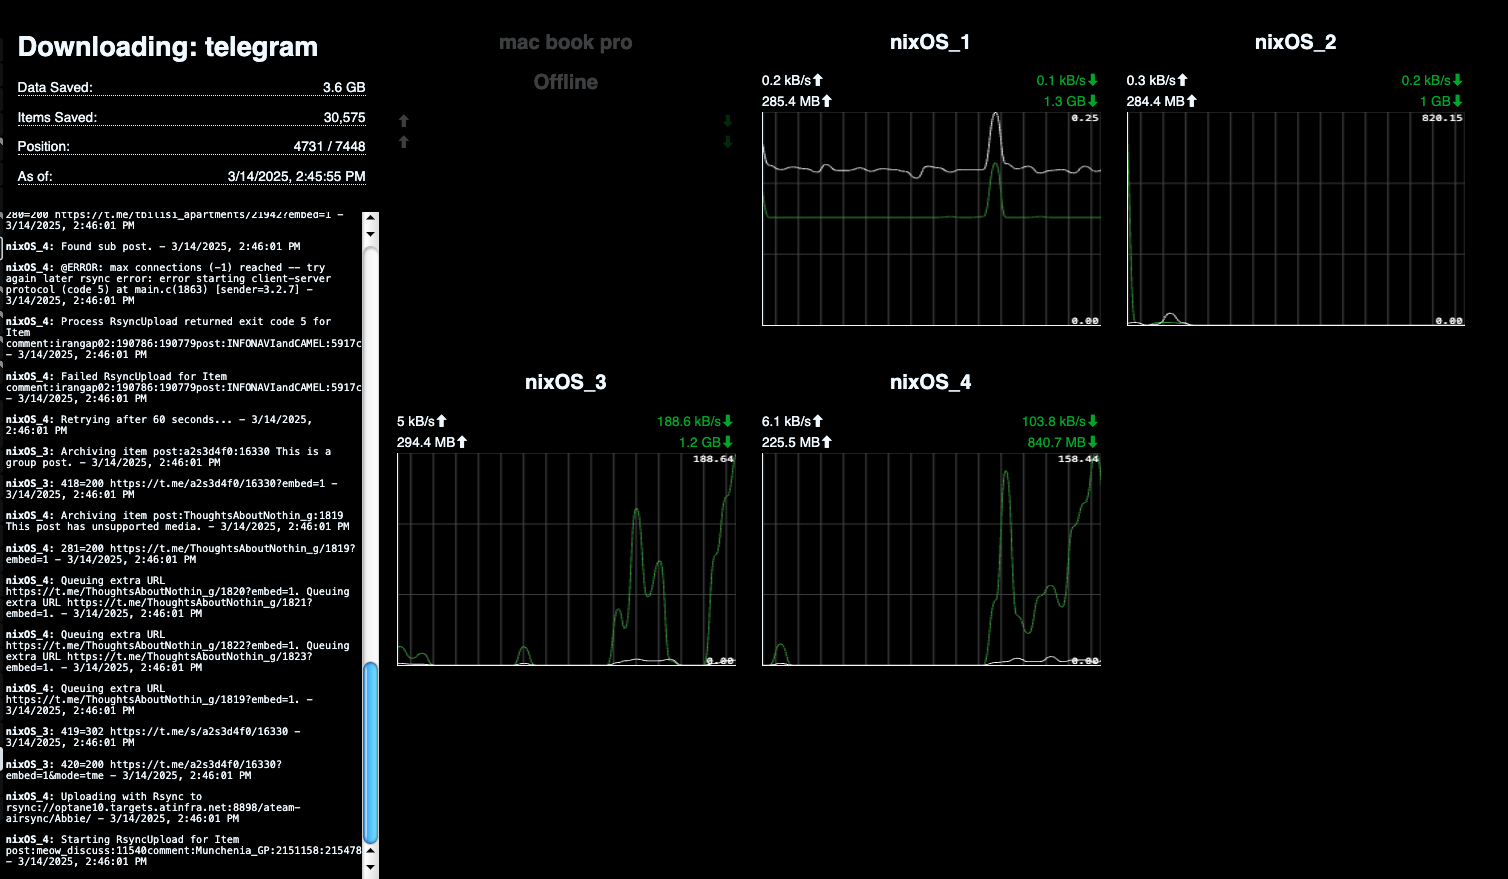 Downloading: telegram
Data Saved: 3.6 GB
Items Saved: 30,575
Position: 4731 / 7448
As of: 3/14/2025, 2:45:55 PM
280=200 https://t.me/tbilisi_apartments/21942?embed=1 –
3/14/2025, 2:46:01 PM
nixOS_4: Found sub post. – 3/14/2025, 2:46:01 PM
nixOS_4: @ERROR: max connections (-1) reached -- try
again later rsync error: error starting client-server
protocol (code 5) at main.c(1863) [sender=3.2.7] –
3/14/2025, 2:46:01 PM
nixOS_4: Process RsyncUpload returned exit code 5 for
Item
comment:irangap02:190786:190779post:INFONAVIandCAMEL:5917c
– 3/14/2025, 2:46:01 PM
nixOS_4: Failed RsyncUpload for Item
comment:irangap02:190786:190779post:INFONAVIandCAMEL:5917c
– 3/14/2025, 2:46:01 PM
nixOS_4: Retrying after 60 seconds... – 3/14/2025,
2:46:01 PM
nixOS_3: Archiving item post:a2s3d4f0:16330 This is a
group post. – 3/14/2025, 2:46:01 PM
nixOS_3: 418=200 https://t.me/a2s3d4f0/16330?embed=1 –
3/14/2025, 2:46:01 PM
nixOS_4: Archiving item post:ThoughtsAboutNothin_g:1819
This post has unsupported media. – 3/14/2025, 2:46:01 PM
nixOS_4: 281=200 https://t.me/ThoughtsAboutNothin_g/1819?
embed=1 – 3/14/2025, 2:46:01 PM
nixOS_4: Queuing extra URL
https://t.me/ThoughtsAboutNothin_g/1820?embed=1. Queuing
extra URL https://t.me/ThoughtsAboutNothin_g/1821?
embed=1. – 3/14/2025, 2:46:01 PM
nixOS_4: Queuing extra URL
https://t.me/ThoughtsAboutNothin_g/1822?embed=1. Queuing
extra URL https://t.me/ThoughtsAboutNothin_g/1823?
embed=1. – 3/14/2025, 2:46:01 PM
nixOS_4: Queuing extra URL
https://t.me/ThoughtsAboutNothin_g/1819?embed=1. –
3/14/2025, 2:46:01 PM
nixOS_3: 419=302 https://t.me/s/a2s3d4f0/16330 –
3/14/2025, 2:46:01 PM
nixOS_3: 420=200 https://t.me/a2s3d4f0/16330?
embed=1&mode=tme – 3/14/2025, 2:46:01 PM
nixOS_4: Uploading with Rsync to
rsync://optane10.targets.atinfra.net:8898/ateam-
airsync/Abbie/ – 3/14/2025, 2:46:01 PM
nixOS_4: Starting RsyncUpload for Item
post:meow_discuss:11540comment:Munchenia_GP:2151158:215478
– 3/14/2025, 2:46:01 PM
mac book pro
Offline
nixOS_1
0.2 kB/s 0.1 kB/s
285.4 MB 1.3 GB
0.25
0.00
nixOS_2
0.3 kB/s 0.2 kB/s
284.4 MB 1 GB
820.15
0.00
nixOS_3
5 kB/s 188.6 kB/s
294.4 MB 1.2 GB
188.64
0.00
nixOS_4
6.1 kB/s 103.8 kB/s
225.5 MB 840.7 MB
158.44
0.00